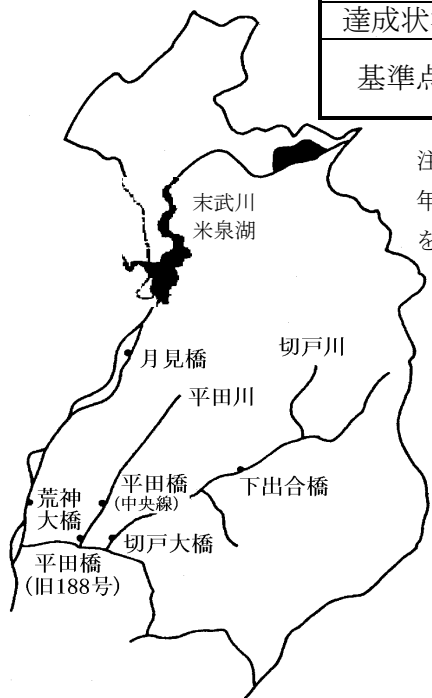 達成状
基準点
注
年
を
末武川
米泉湖
月見橋
切戸川
平田川
荒神
大橋
平田橋
(中央線)
下出合橋
切戸大橋
平田橋
(旧188号)